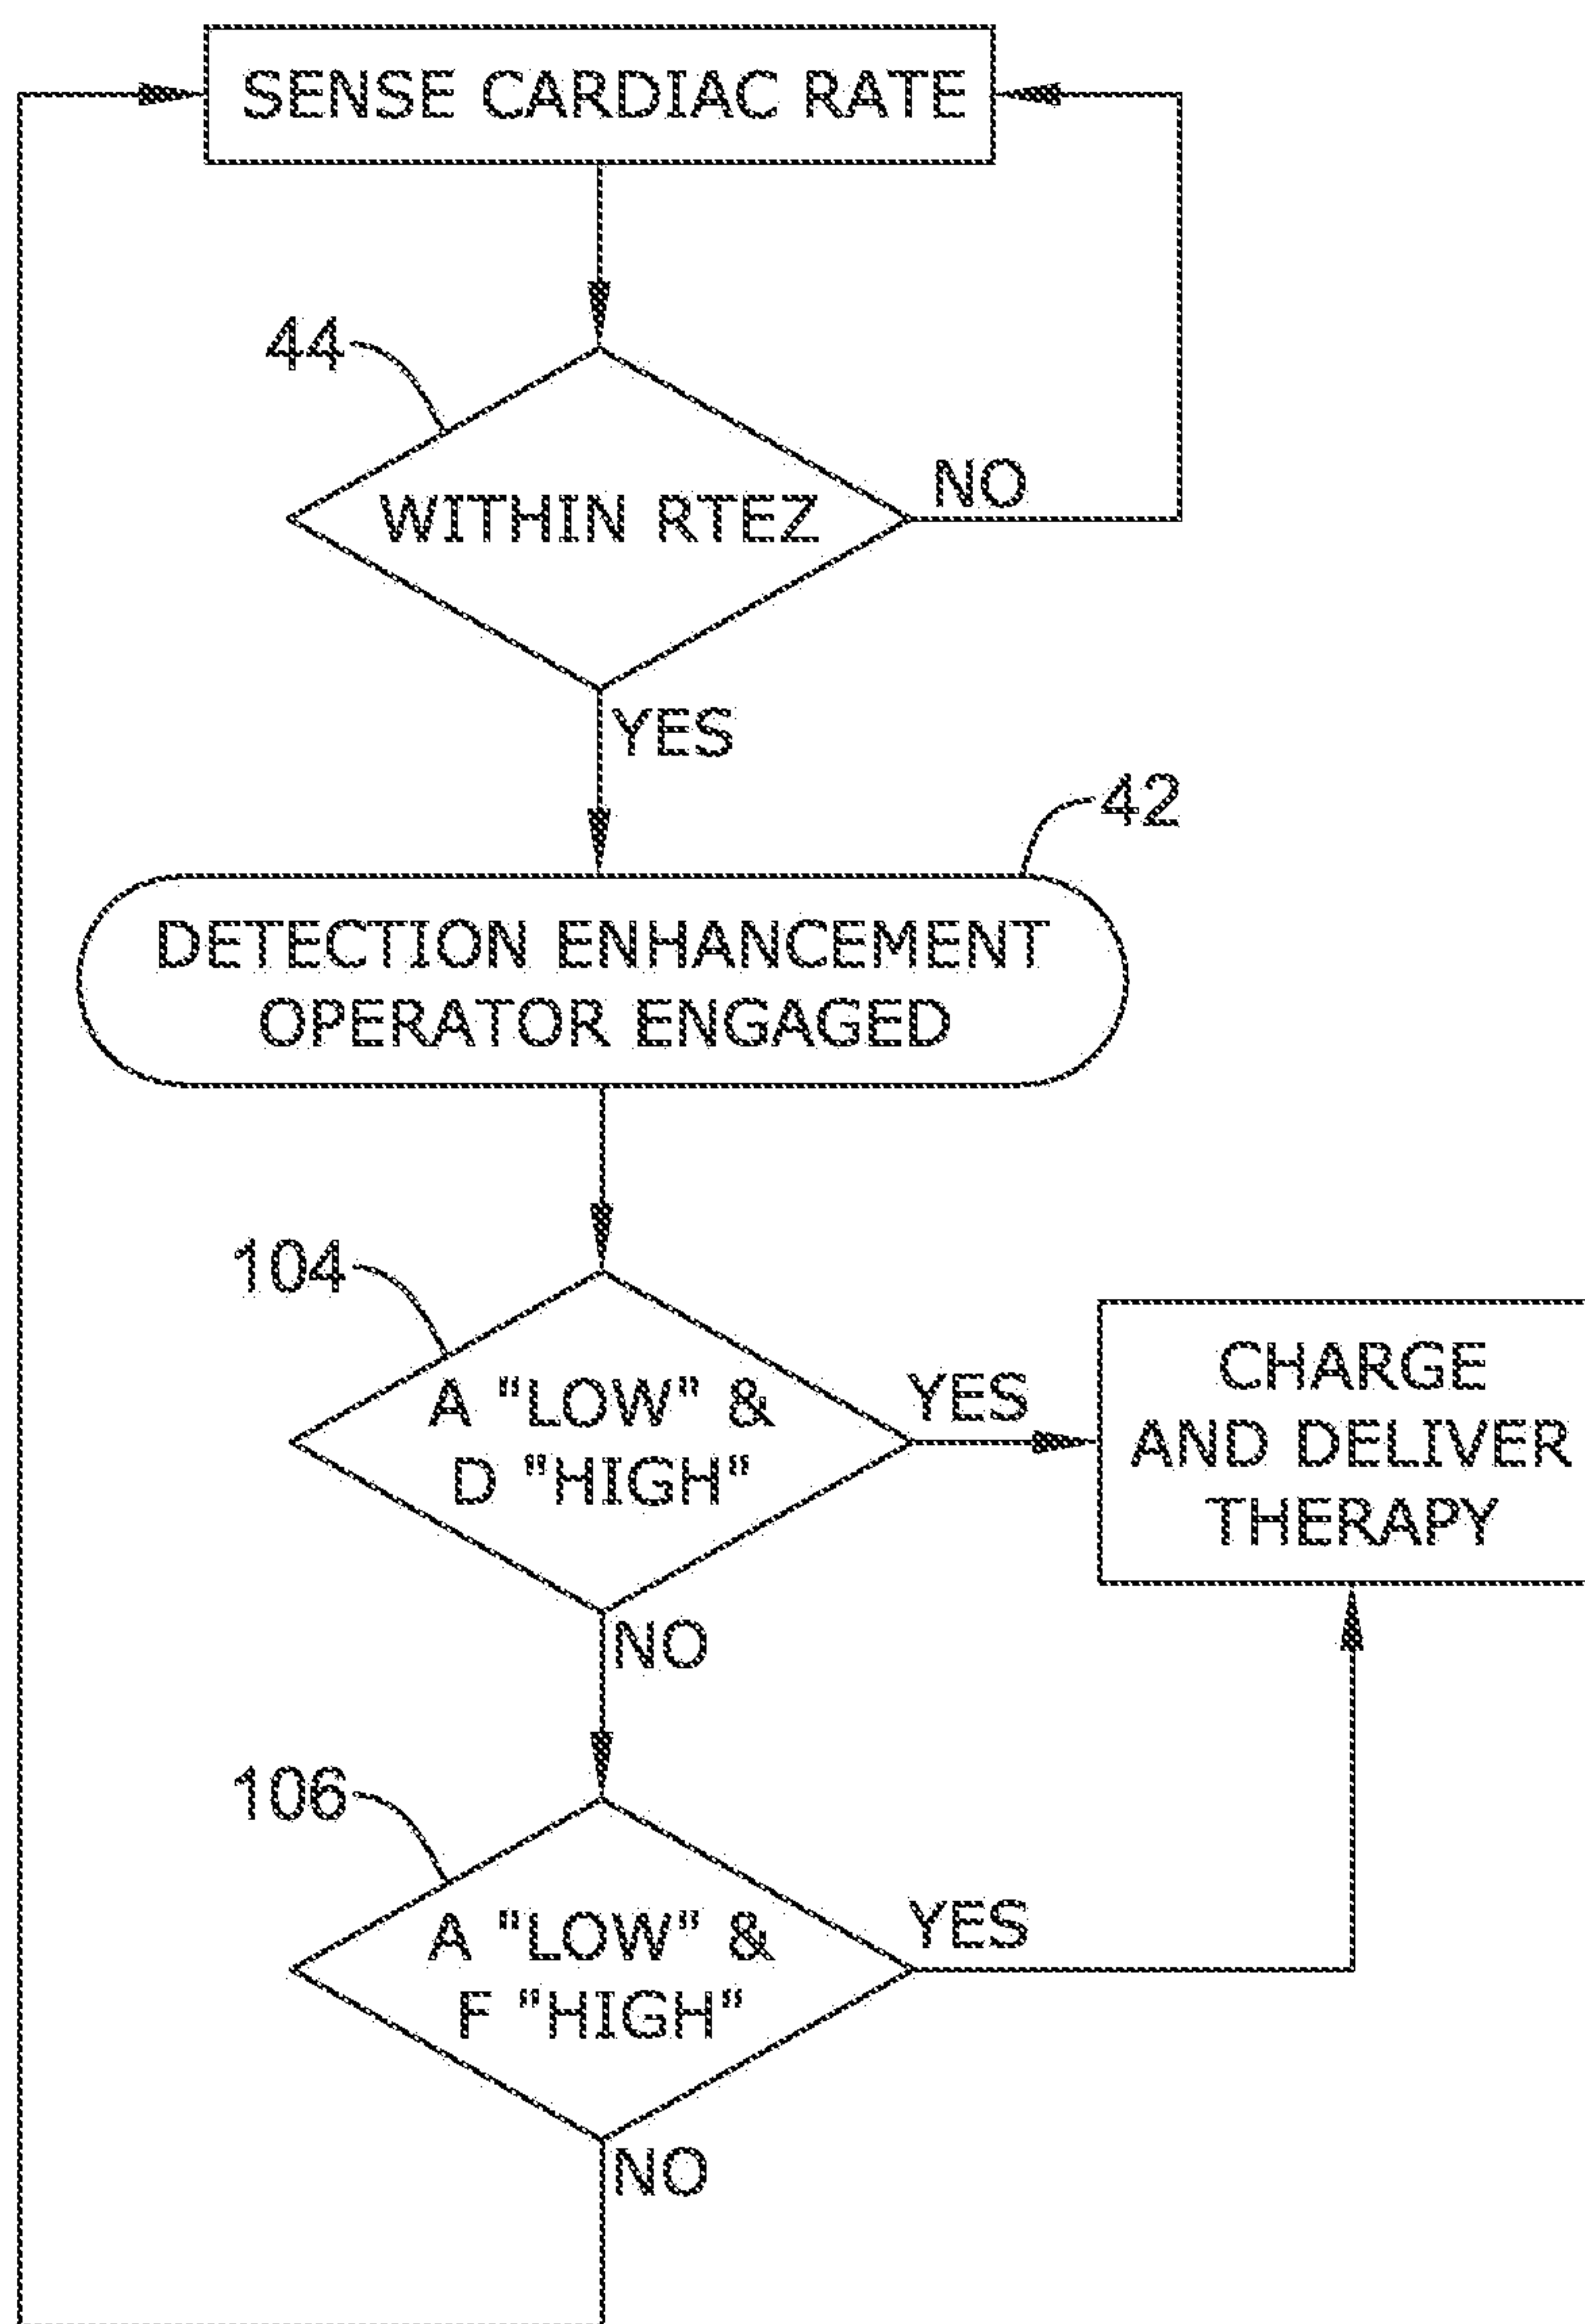 SENSE CARDIAC RATE
44
WITHIN RTEZ
NO
YES
42
DETECTION ENHANCEMENT
OPERATOR ENGAGED
104
A "LOW" &
D "HIGH"
YES
CHARGE
AND DELIVER
THERAPY
NO
106
A "LOW" &
F "HIGH"
YES
NO